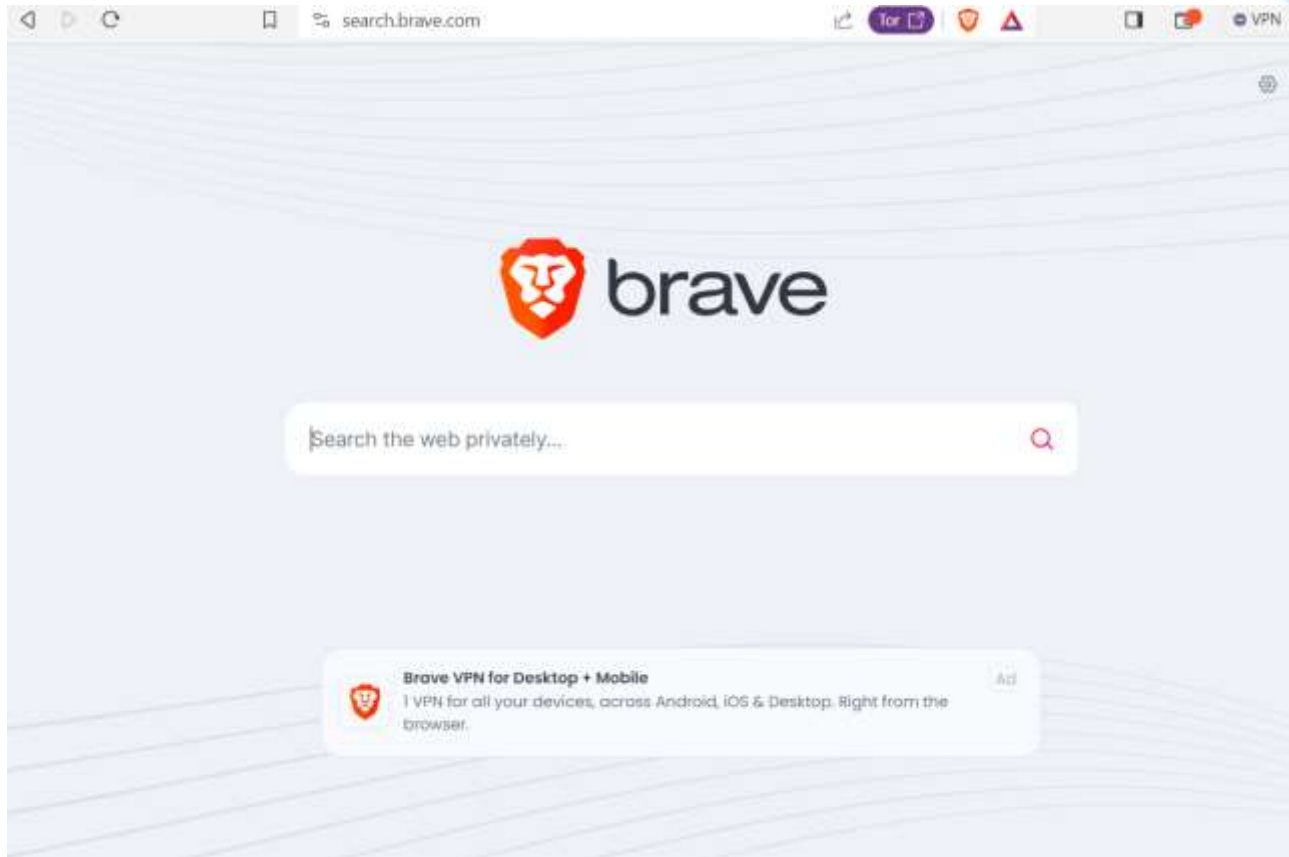 search.brave.com
Tor
VPN
brave
Search the web privately...
Brave VPN for Desktop + Mobile
Ad
1 VPN for all your devices, across Android, iOS & Desktop. Right from the
browser.